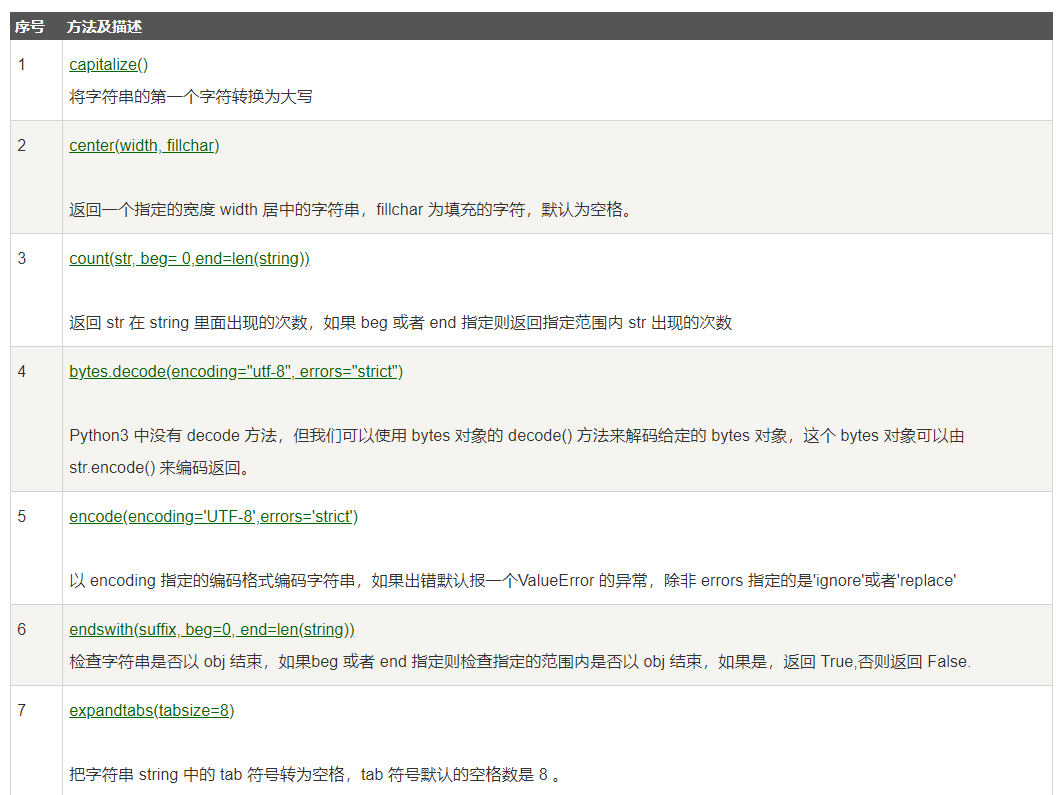 序号 方法及描述
1 capitalize()
将字符串的第一个字符转换为大写
2 center(width, fillchar)
返回一个指定的宽度 width 居中的字符串，fillchar 为填充的字符，默认为空格。
3 count(str, beg= 0,end=len(string))
返回 str 在 string 里面出现的次数，如果 beg 或者 end 指定则返回指定范围内 str 出现的次数
4 bytes.decode(encoding="utf-8", errors="strict")
Python3 中没有 decode 方法，但我们可以使用 bytes 对象的 decode() 方法来解码给定的 bytes 对象，这个 bytes 对象可以由
str.encode() 来编码返回。
5 encode(encoding='UTF-8',errors='strict')
以 encoding 指定的编码格式编码字符串，如果出错默认报一个ValueError 的异常，除非 errors 指定的是'ignore'或者'replace'
6 endswith(suffix, beg=0, end=len(string))
检查字符串是否以 obj 结束，如果beg 或者 end 指定则检查指定的范围内是否以 obj 结束，如果是，返回 True,否则返回 False.
7 expandtabs(tabsize=8)
把字符串 string 中的 tab 符号转为空格，tab 符号默认的空格数是 8 。